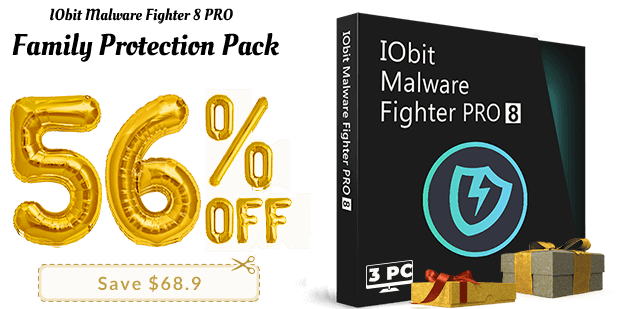 IObit Malware Fighter 8 PRO
Family Protection Pack
56% OFF
Save $68.9
IObit
Malware
Fighter PRO 8
IObit Malware Fighter PRO 8
3 PC